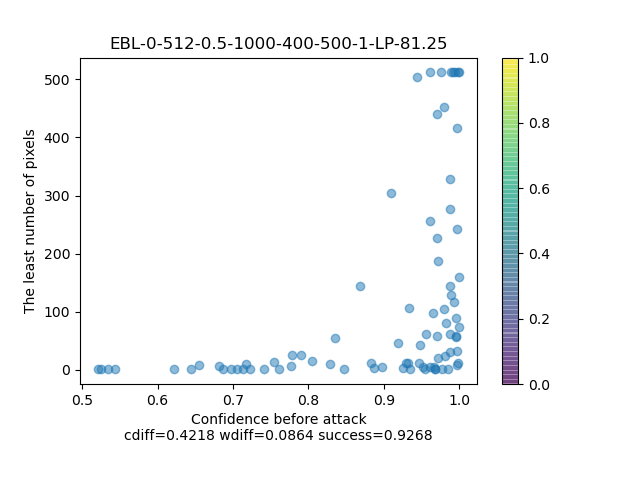 EBL-0-512-0.5-1000-400-500-1-LP-81.25
The least number of pixels
500
400
300
200
100
0
0.5 0.6 0.7 0.8 0.9 1.0
Confidence before attack
cdiff=0.4218 wdiff=0.0864 success=0.9268
1.0
0.8
0.6
0.4
0.2
0.0